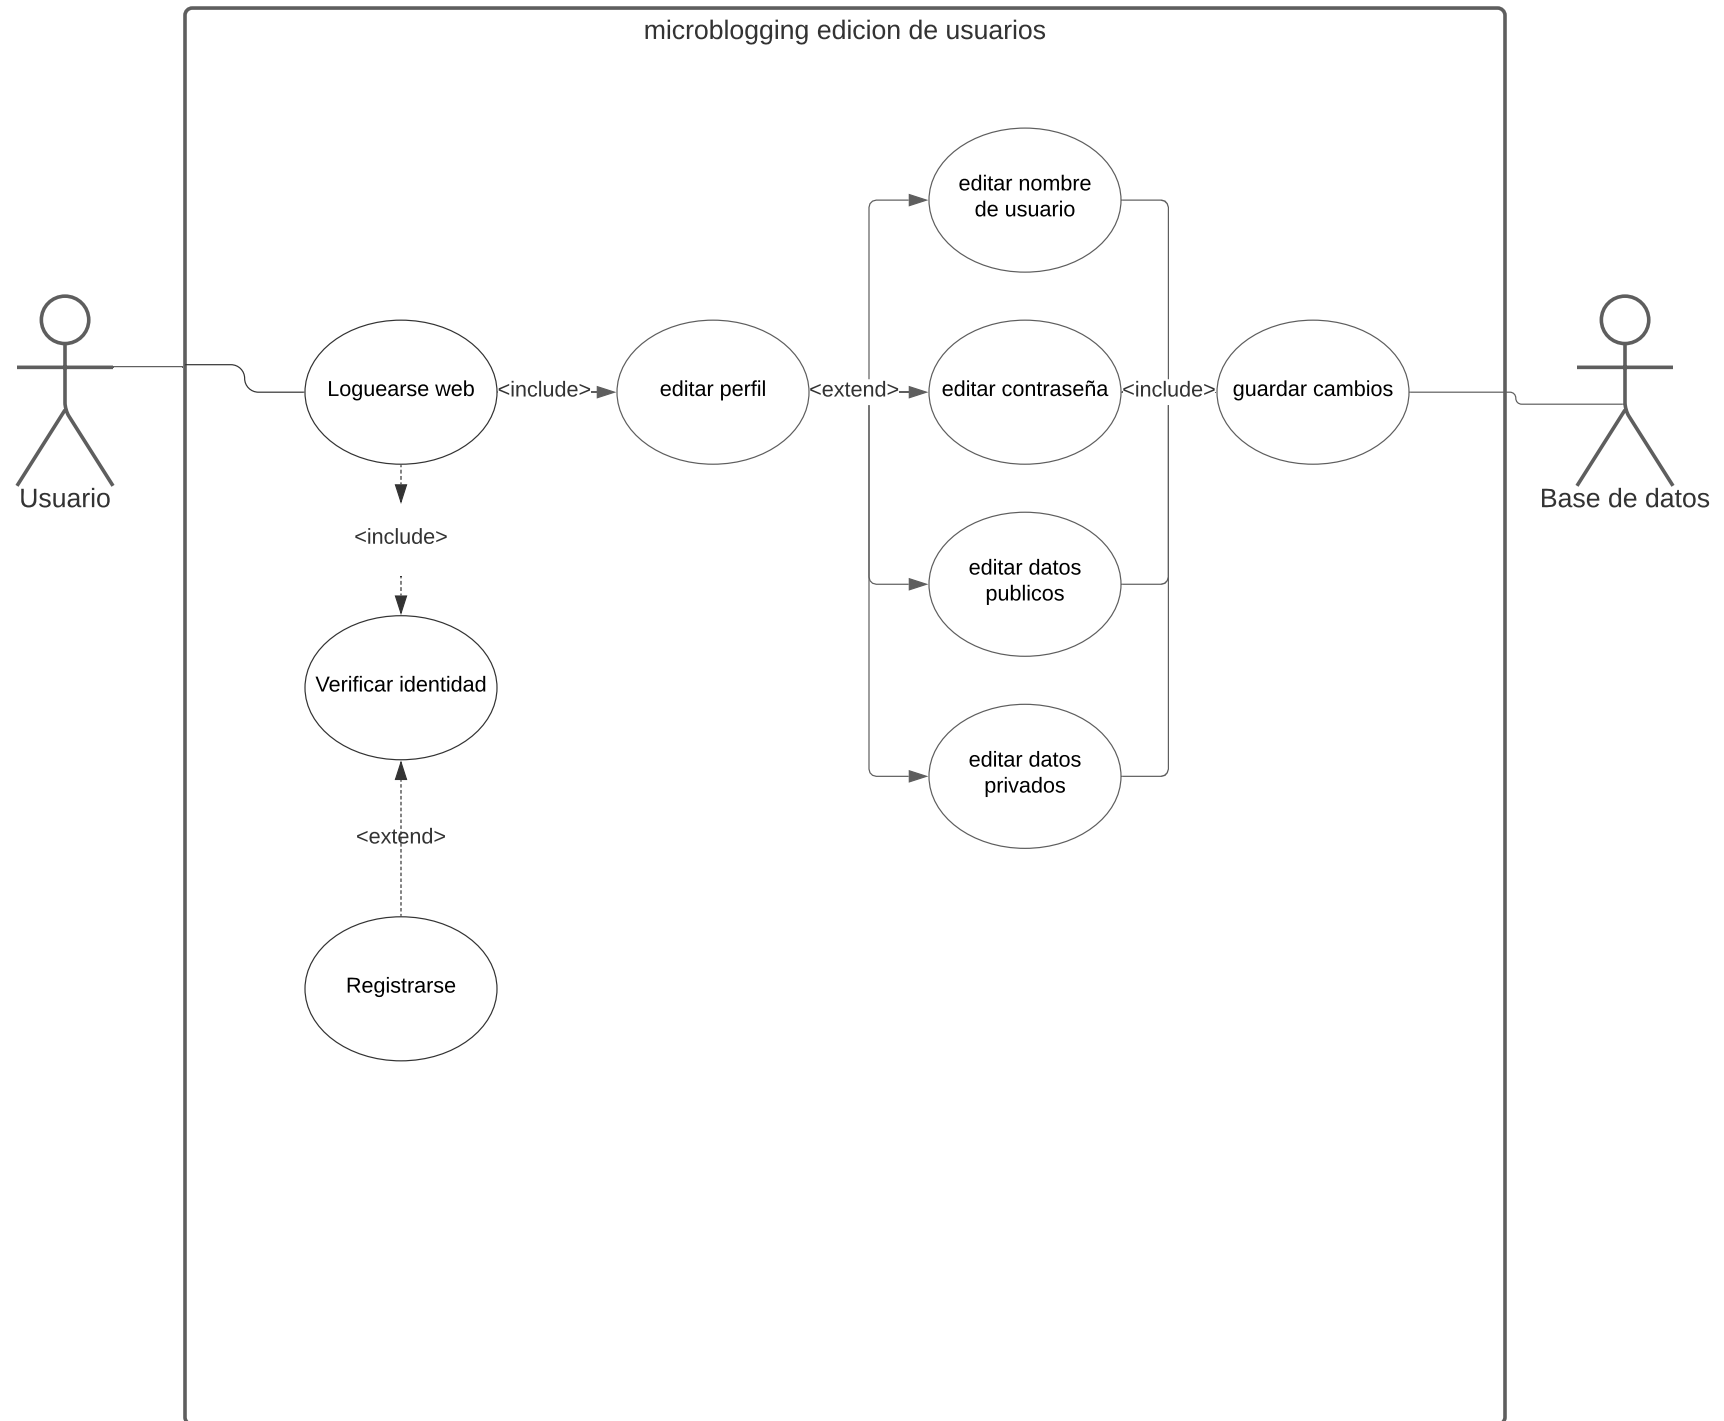 microblogging edicion de usuarios
editar nombre
de usuario
Loguearse web
<include>
editar perfil
<extend>
editar contraseña
<include>
guardar cambios
Usuario
Base de datos
<include>
editar datos
publicos
Verificar identidad
editar datos
privados
<extend>
Registrarse